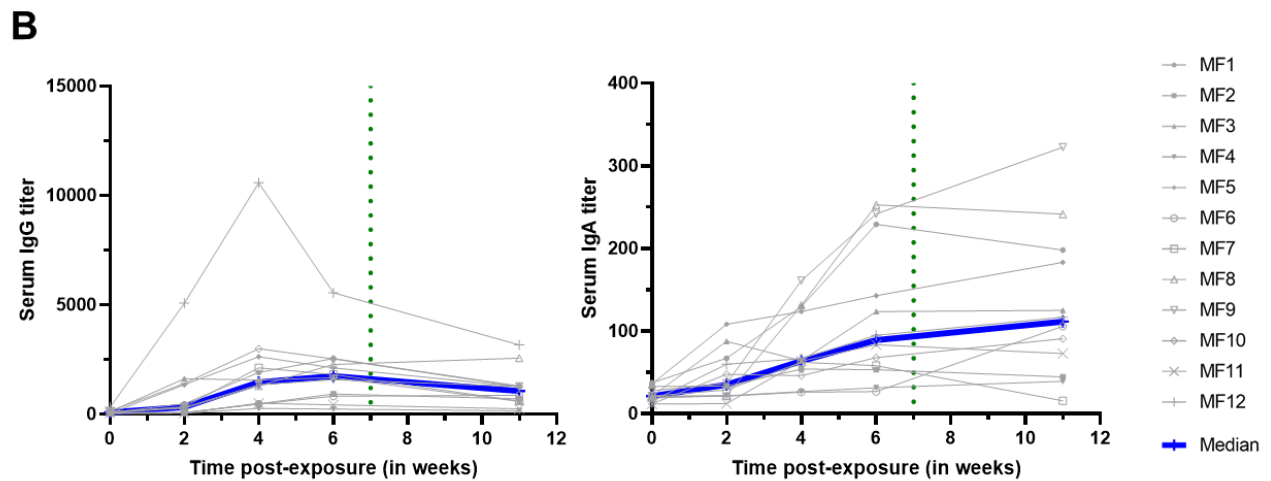 B
Serum IgG titer
15000
10000
5000
0
0 2 4 6 8 10 12
Time post-exposure (in weeks)
Serum IgA titer
400
300
200
100
0
0 2 4 6 8 10 12
Time post-exposure (in weeks)
MF1
MF2
MF3
MF4
MF5
MF6
MF7
MF8
MF9
MF10
MF11
MF12
Median